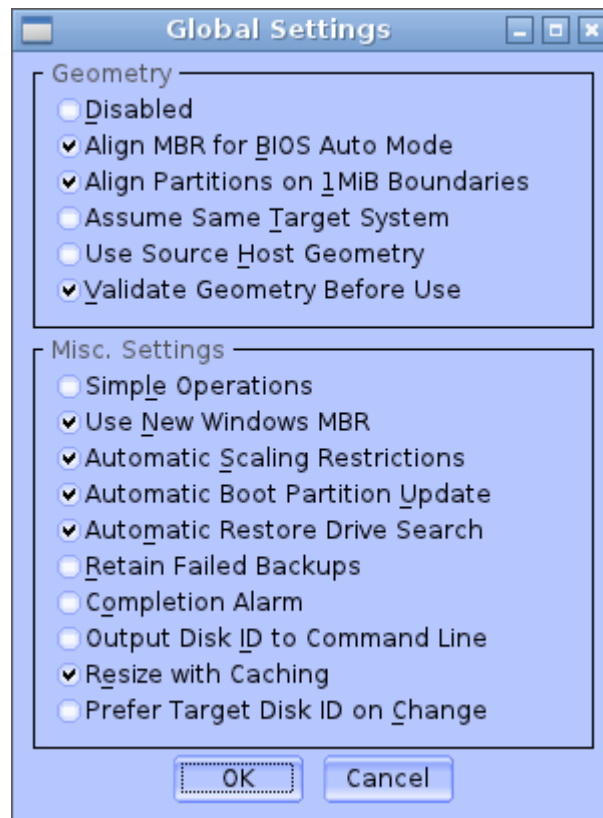 Global Settings
Geometry
Disabled
Align MBR for BIOS Auto Mode
Align Partitions on 1MiB Boundaries
Assume Same Target System
Use Source Host Geometry
Validate Geometry Before Use
Misc. Settings
Simple Operations
Use New Windows MBR
Automatic Scaling Restrictions
Automatic Boot Partition Update
Automatic Restore Drive Search
Retain Failed Backups
Completion Alarm
Output Disk ID to Command Line
Resize with Caching
Prefer Target Disk ID on Change
OK Cancel